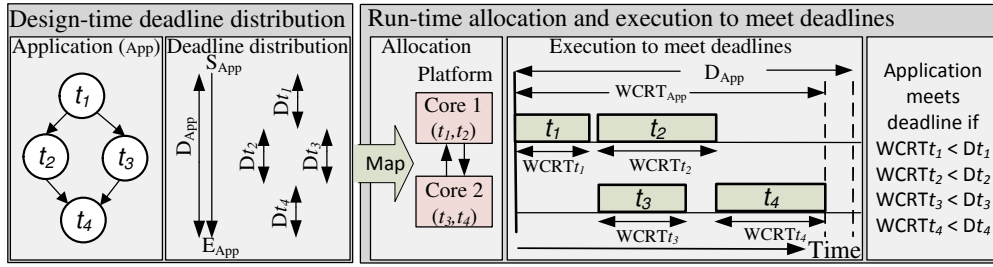 Design-time deadline distribution
Application (App)
t1
t2
t3
t4
Deadline distribution
SApp
DApp
Dt1
Dt2
Dt3
Dt4
EApp
Map
Run-time allocation and execution to meet deadlines
Allocation
Platform
Core 1
(t1,t2)
Core 2
(t3,t4)
Execution to meet deadlines
DApp
WCRTApp
t1
t2
WCRTt1
WCRTt2
t3
t4
WCRTt3
WCRTt4
Time
Application
meets
deadline if
WCRTt1 < Dt1
WCRTt2 < Dt2
WCRTt3 < Dt3
WCRTt4 < Dt4